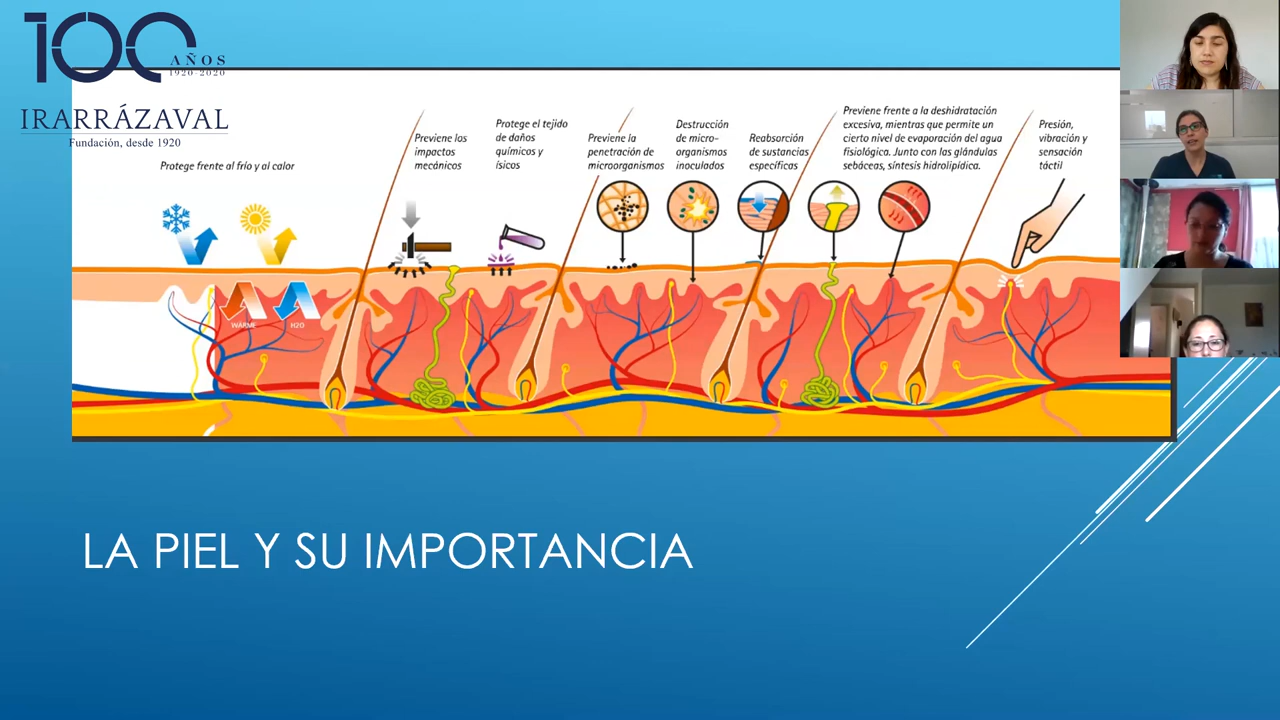 100
AÑOS
1920-2020
IRARRÁZAVAL
Fundación, desde 1920
Protege frente al frío y al calor
Previene los
impactos
mecánicos
Protege el tejido
de daños
químicos y
ísicos
Previene la
penetración de
microorganismos
Destrucción
de micro-
organismos
inoculados
Reabsorción
de sustancias
específicas
Previene frente a la deshidratación
excesiva, mientras que permite un
cierto nivel de evaporación del agua
fisiológica. Junto con las glándulas
sebáceas, síntesis hidrolipídica.
Presión,
vibración y
sensación
táctil
WÄRME
H2O
LA PIEL Y SU IMPORTANCIA